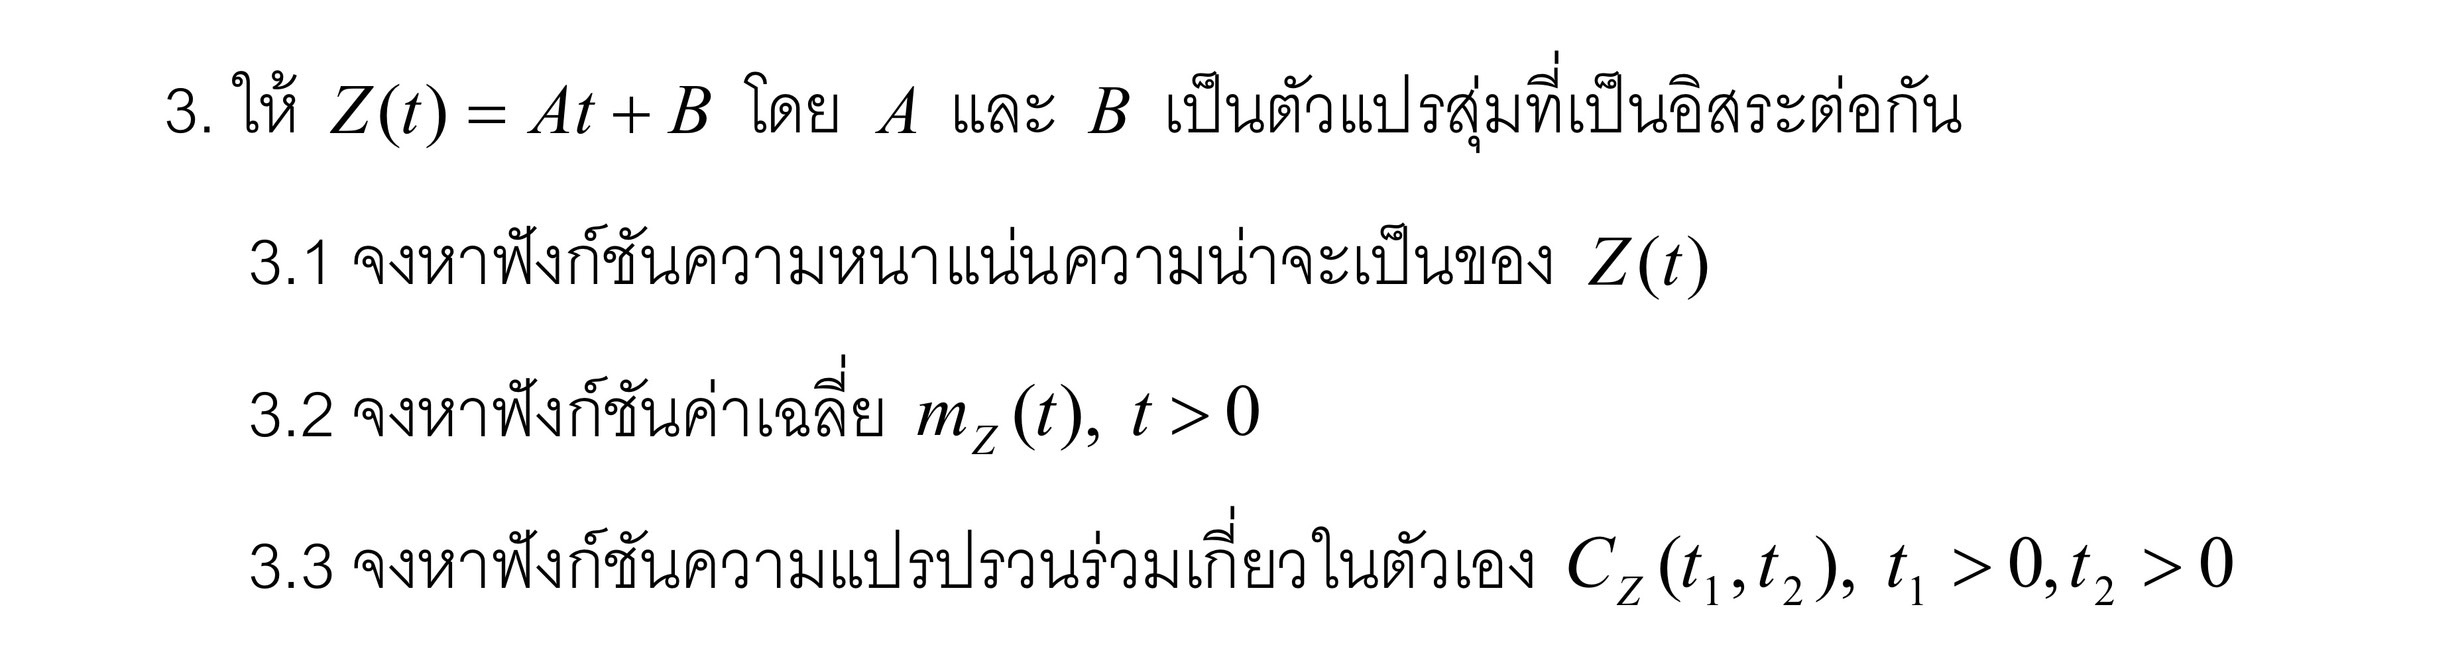 3. ให้ Z(t) = At + B โดย A และ B เป็นตัวแปรสุ่มที่เป็นอิสระต่อกัน
3.1 จงหาฟังก์ชันความหนาแน่นความน่าจะเป็นของ Z(t)
3.2 จงหาฟังก์ชันค่าเฉลี่ย m_Z(t), t > 0
3.3 จงหาฟังก์ชันความแปรปรวนร่วมเกี่ยวในตัวเอง C_Z(t_1, t_2), t_1 > 0, t_2 > 0